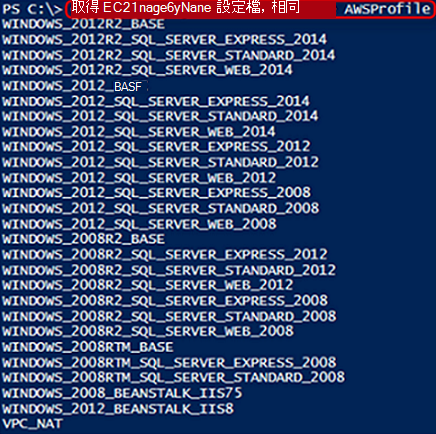 PS C:\> 取得 EC21nage6yNane 設定檔, 相同 AWSProfile
WINDOWS_2012R2_BASE
WINDOWS_2012R2_SQL_SERVER_EXPRESS_2014
WINDOWS_2012R2_SQL_SERVER_STANDARD_2014
WINDOWS_2012R2_SQL_SERVER_WEB_2014
WINDOWS_2012_BASF
WINDOWS_2012_SQL_SERVER_EXPRESS_2014
WINDOWS_2012_SQL_SERVER_STANDARD_2014
WINDOWS_2012_SQL_SERVER_WEB_2014
WINDOWS_2012_SQL_SERVER_EXPRESS_2012
WINDOWS_2012_SQL_SERVER_STANDARD_2012
WINDOWS_2012_SQL_SERVER_WEB_2012
WINDOWS_2012_SQL_SERVER_EXPRESS_2008
WINDOWS_2012_SQL_SERVER_STANDARD_2008
WINDOWS_2012_SQL_SERVER_WEB_2008
WINDOWS_2008R2_BASE
WINDOWS_2008R2_SQL_SERVER_EXPRESS_2012
WINDOWS_2008R2_SQL_SERVER_STANDARD_2012
WINDOWS_2008R2_SQL_SERVER_WEB_2012
WINDOWS_2008R2_SQL_SERVER_EXPRESS_2008
WINDOWS_2008R2_SQL_SERVER_STANDARD_2008
WINDOWS_2008R2_SQL_SERVER_WEB_2008
WINDOWS_2008RTM_BASE
WINDOWS_2008RTM_SQL_SERVER_EXPRESS_2008
WINDOWS_2008RTM_SQL_SERVER_STANDARD_2008
WINDOWS_2008_BEANSTALK_IIS75
WINDOWS_2012_BEANSTALK_IIS8
VPC_NAT